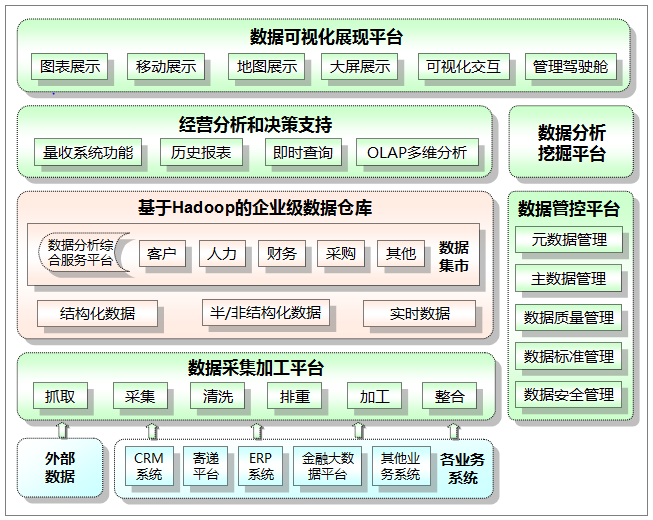 数据可视化展现平台
图表展示
移动展示
地图展示
大屏展示
可视化交互
管理驾驶舱
经营分析和决策支持
量收系统功能
历史报表
即时查询
OLAP多维分析
数据分析
挖掘平台
基于Hadoop的企业级数据仓库
数据分析综
合服务平台
客户
人力
财务
采购
其他
数据
集市
结构化数据
半/非结构化数据
实时数据
数据管控平台
元数据管理
主数据管理
数据质量管理
数据标准管理
数据安全管理
数据采集加工平台
抓取
采集
清洗
排重
加工
整合
外部
数据
CRM
系统
寄递
平台
ERP
系统
金融大数
据平台
其他业
务系统
各业务
系统